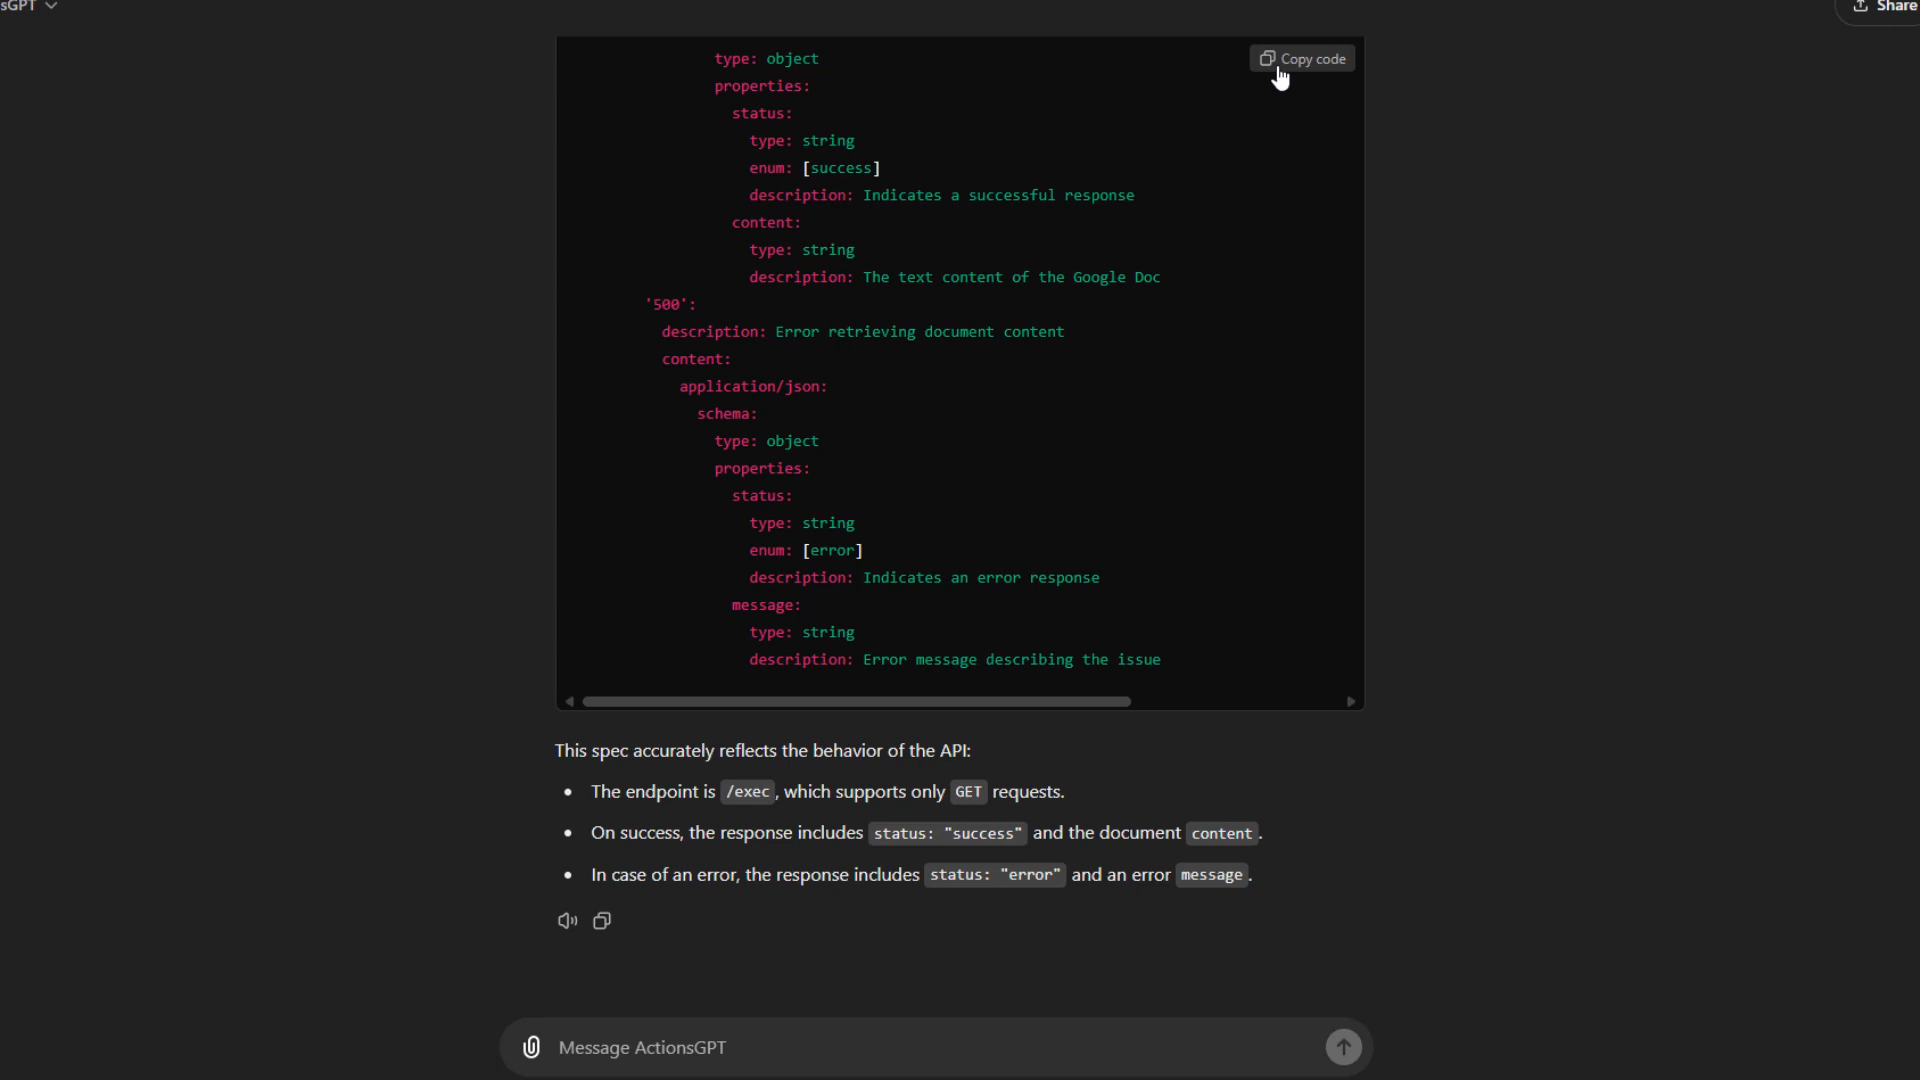 sGPT
Share
Copy code
type: object
properties:
status:
type: string
enum: [success]
description: Indicates a successful response
content:
type: string
description: The text content of the Google Doc
'500':
description: Error retrieving document content
content:
application/json:
schema:
type: object
properties:
status:
type: string
enum: [error]
description: Indicates an error response
message:
type: string
description: Error message describing the issue
This spec accurately reflects the behavior of the API:
• The endpoint is /exec, which supports only GET requests.
• On success, the response includes status: "success" and the document content.
• In case of an error, the response includes status: "error" and an error message.
Message ActionsGPT